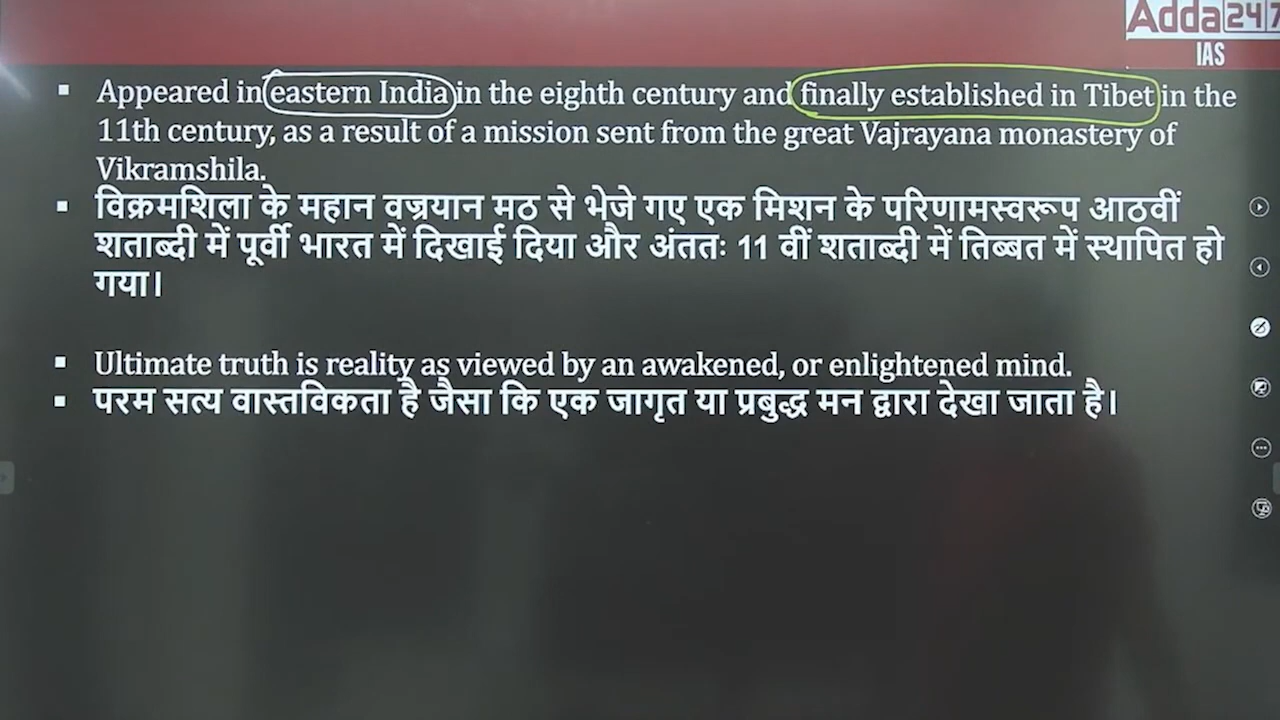 Adda247
IAS
▪ Appeared in eastern India in the eighth century and finally established in Tibet in the
11th century, as a result of a mission sent from the great Vajrayana monastery of
Vikramshila.
▪ विक्रमशिला के महान वज्रयान मठ से भेजे गए एक मिशन के परिणामस्वरूप आठवीं
शताब्दी में पूर्वी भारत में दिखाई दिया और अंततः 11 वीं शताब्दी में तिब्बत में स्थापित हो
गया।
▪ Ultimate truth is reality as viewed by an awakened, or enlightened mind.
▪ परम सत्य वास्तविकता है जैसा कि एक जागृत या प्रबुद्ध मन द्वारा देखा जाता है।